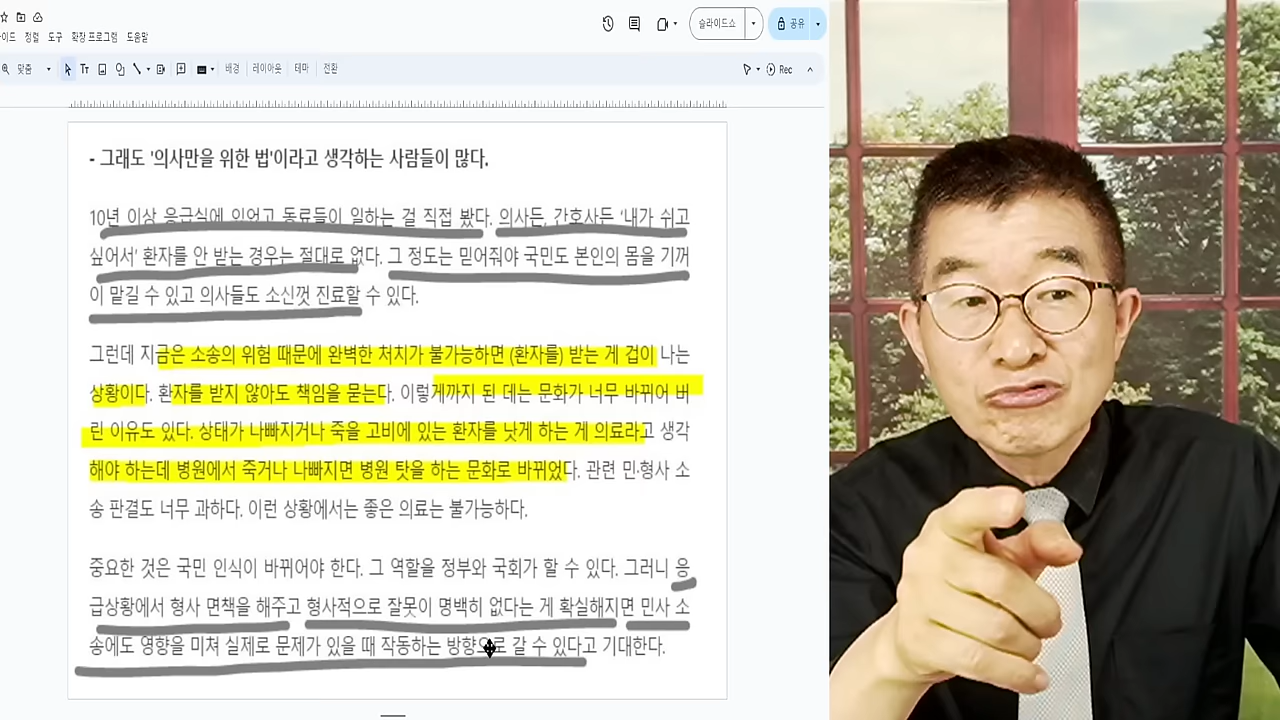 이드 정렬 도구 확장 프로그램 도움말
슬라이드쇼
공유
맞춤
배경 레이아웃 테마 전환
Rec
- 그래도 '의사만을 위한 법'이라고 생각하는 사람들이 많다.
10년 이상 응급실에 있었고 동료들이 일하는 걸 직접 봤다. 의사든, 간호사든 '내가 쉬고
싶어서' 환자를 안 받는 경우는 절대로 없다. 그 정도는 믿어줘야 국민도 본인의 몸을 기꺼
이 맡길 수 있고 의사들도 소신껏 진료할 수 있다.
그런데 지금은 소송의 위험 때문에 완벽한 처치가 불가능하면 (환자를) 받는 게 겁이 나는
상황이다. 환자를 받지 않아도 책임을 묻는다. 이렇게까지 된 데는 문화가 너무 바뀌어 버
린 이유도 있다. 상태가 나빠지거나 죽을 고비에 있는 환자를 낫게 하는 게 의료라고 생각
해야 하는데 병원에서 죽거나 나빠지면 병원 탓을 하는 문화로 바뀌었다. 관련 민·형사 소
송 판결도 너무 과하다. 이런 상황에서는 좋은 의료는 불가능하다.
중요한 것은 국민 인식이 바뀌어야 한다. 그 역할을 정부와 국회가 할 수 있다. 그러니 응
급상황에서 형사 면책을 해주고 형사적으로 잘못이 명백히 없다는 게 확실해지면 민사 소
송에도 영향을 미쳐 실제로 문제가 있을 때 작동하는 방향으로 갈 수 있다고 기대한다.